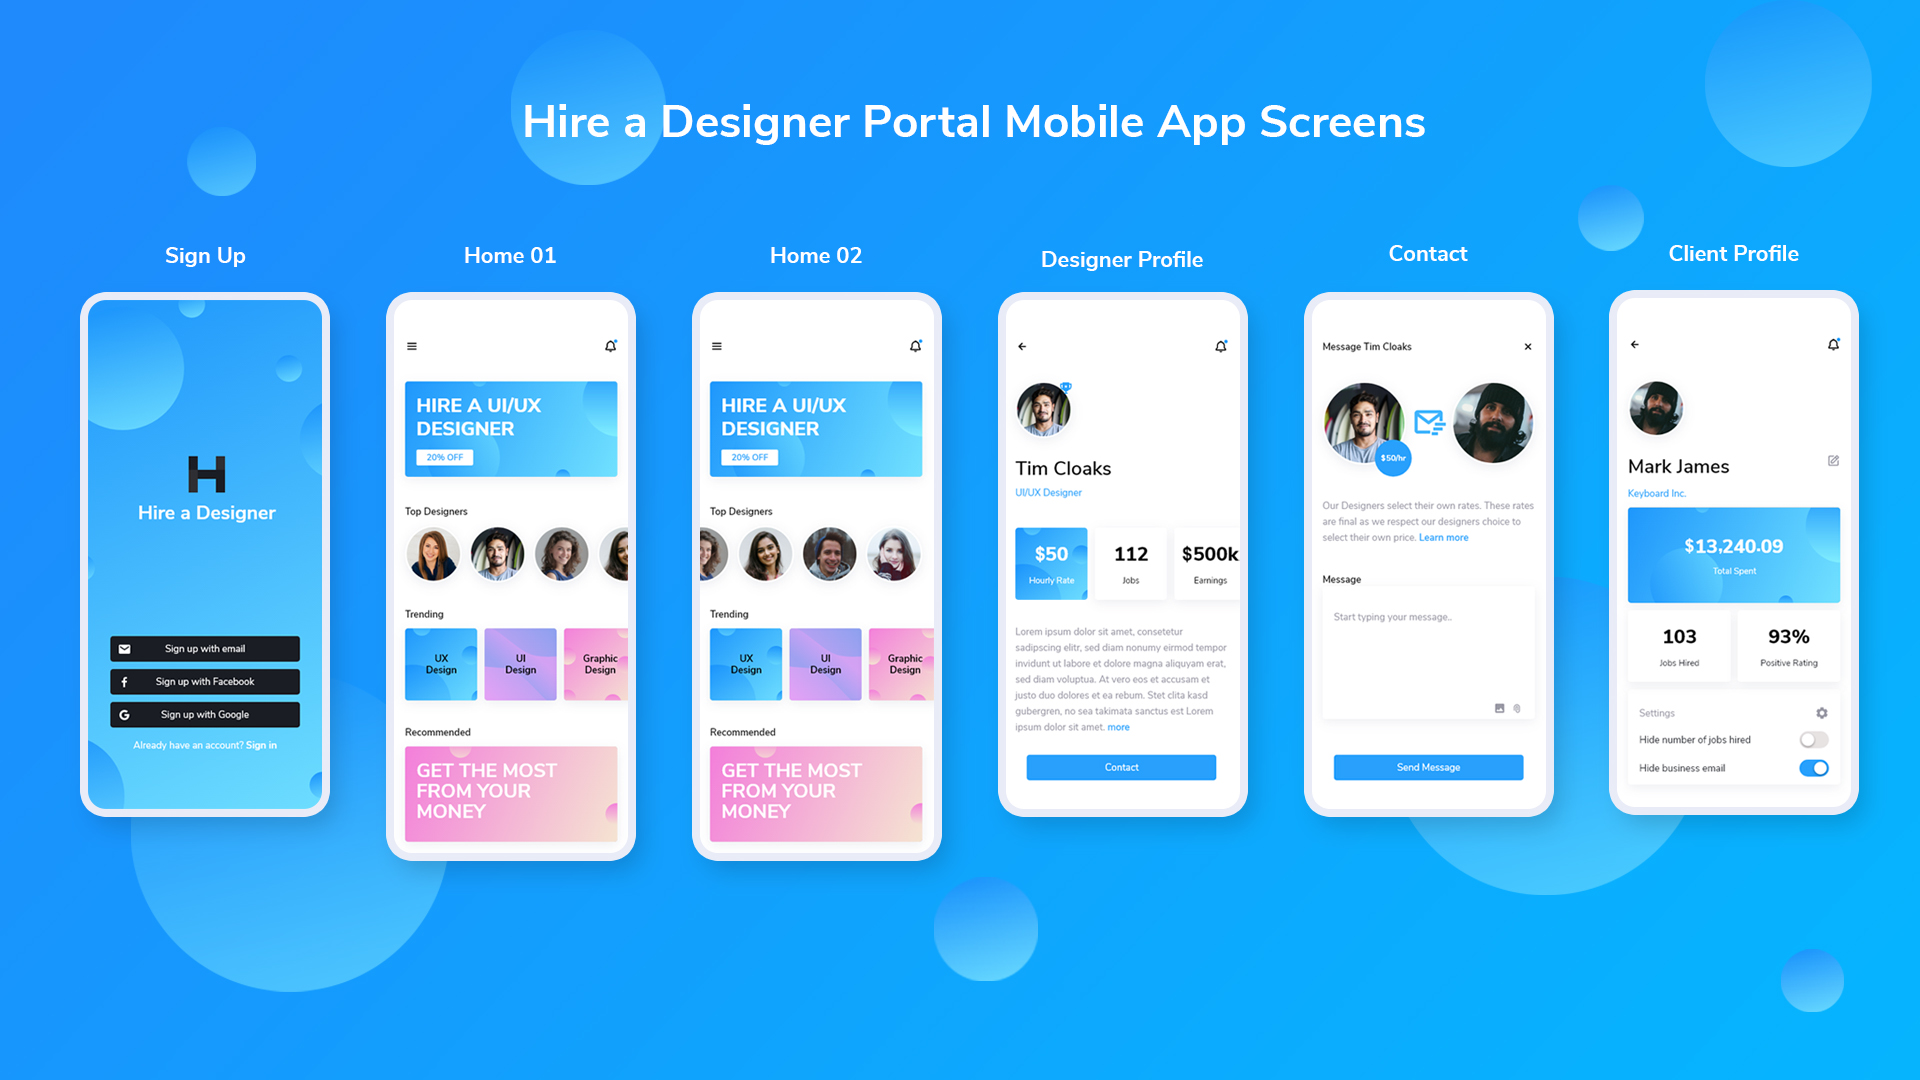 Hire a Designer Portal Mobile App Screens
Sign Up
H
Hire a Designer
Sign up with email
Sign up with Facebook
Sign up with Google
Already have an account? Sign in
Home 01
HIRE A UI/UX
DESIGNER
20% OFF
Top Designers
Trending
UX
Design
UI
Design
Graphic
Design
Recommended
GET THE MOST
FROM YOUR
MONEY
Home 02
HIRE A UI/UX
DESIGNER
20% OFF
Top Designers
Trending
UX
Design
UI
Design
Graphic
Design
Recommended
GET THE MOST
FROM YOUR
MONEY
Designer Profile
Tim Cloaks
UI/UX Designer
$50
Hourly Rate
112
Jobs
$500k
Earnings
Lorem ipsum dolor sit amet, consetetur
sadipscing elitr, sed diam nonumy eirmod tempor
invidunt ut labore et dolore magna aliquyam erat,
sed diam voluptua. At vero eos et accusam et
justo duo dolores et ea rebum. Stet clita kasd
gubergren, no sea takimata sanctus est Lorem
ipsum dolor sit amet. more
Contact
Contact
Message Tim Cloaks
$50/hr
Our Designers select their own rates. These rates
are final as we respect our designers choice to
select their own price. Learn more
Message
Start typing your message..
Send Message
Client Profile
Mark James
Keyboard Inc.
$13,240.09
Total Spent
103
Jobs Hired
93%
Positive Rating
Settings
Hide number of jobs hired
Hide business email